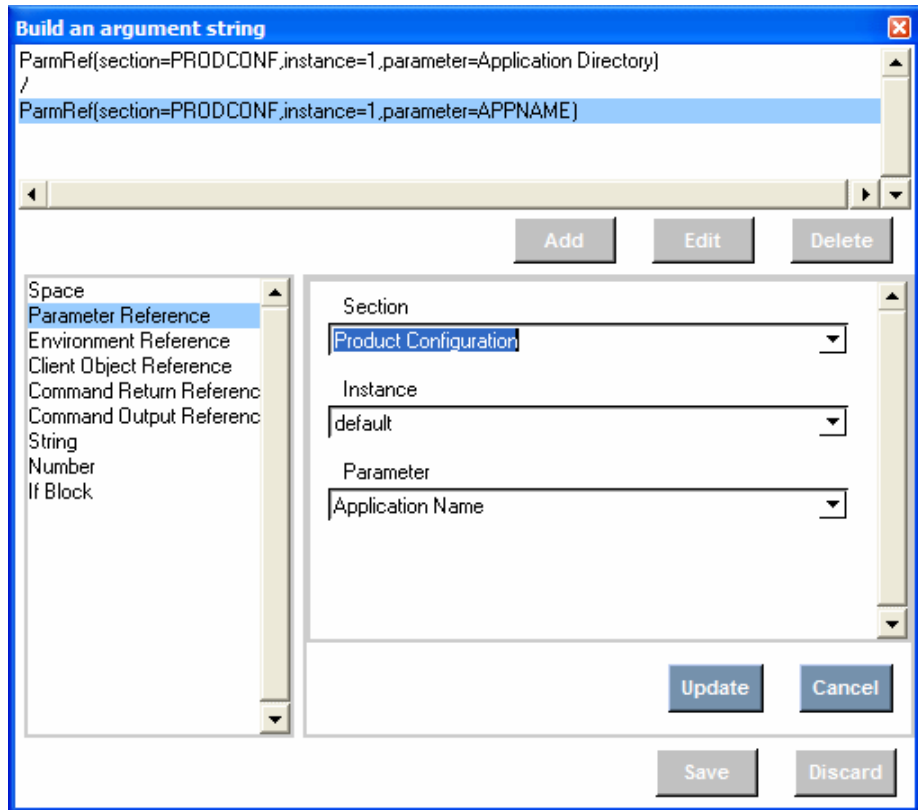 Build an argument string
ParmRef(section=PRODCONF,instance=1,parameter=Application Directory)
/
ParmRef(section=PRODCONF,instance=1,parameter=APPNAME)
Add Edit Delete
Space
Parameter Reference
Environment Reference
Client Object Reference
Command Return Referenc
Command Output Referenc
String
Number
If Block
Section
Product Configuration
Instance
default
Parameter
Application Name
Update Cancel
Save Discard